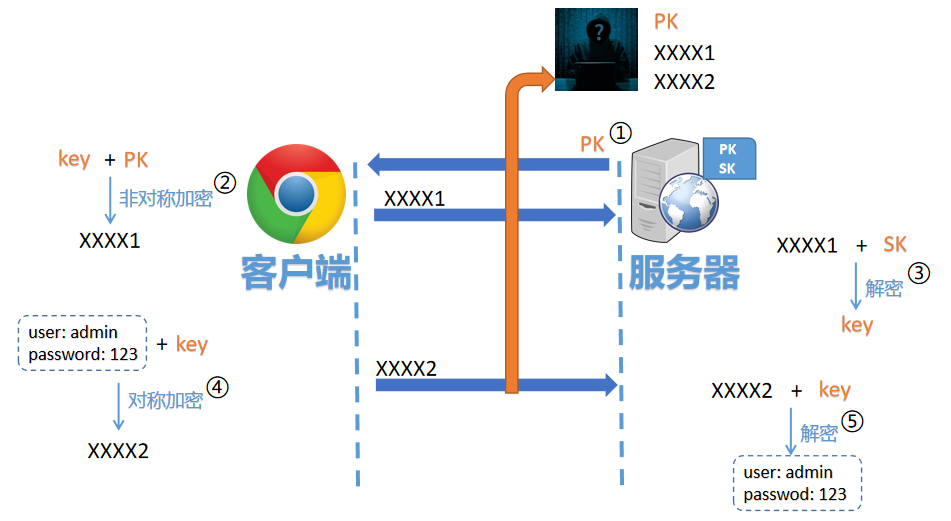 ?
PK
XXXX1
XXXX2
PK ①
PK
SK
key + PK
非对称加密 ②
XXXX1
XXXX1
客户端
服务器
XXXX1 + SK
解密 ③
key
user: admin
password: 123
+ key
对称加密 ④
XXXX2
XXXX2
XXXX2 + key
解密 ⑤
user: admin
passwod: 123